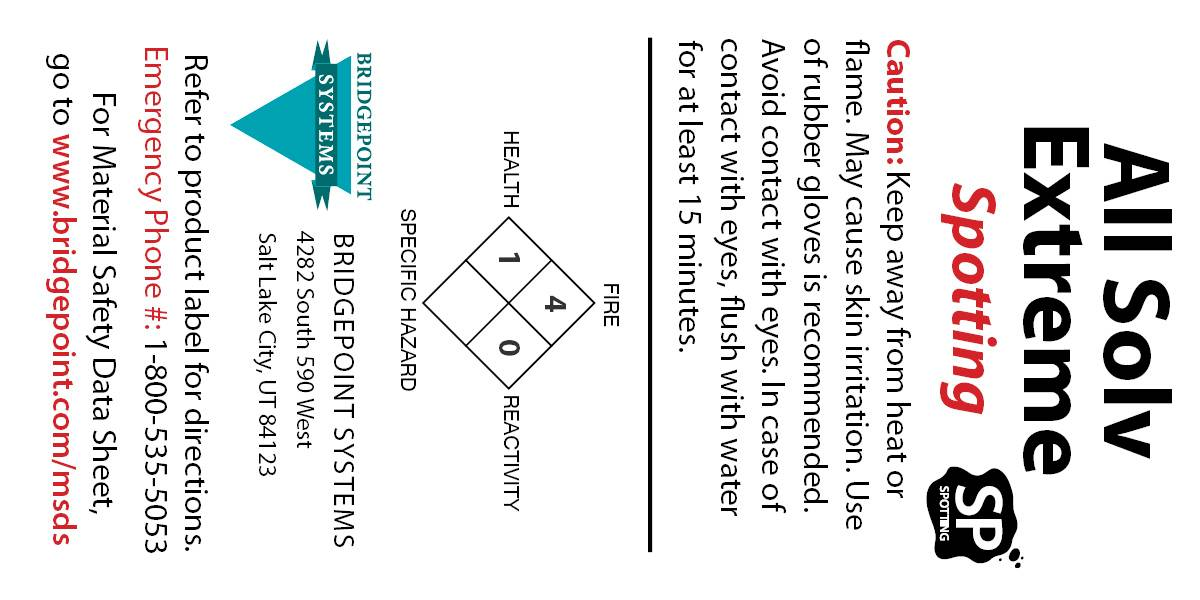 All Solv
Extreme
Spotting
SP
SPOTTING
Caution: Keep away from heat or
flame. May cause skin irritation. Use
of rubber gloves is recommended.
Avoid contact with eyes. In case of
contact with eyes, flush with water
for at least 15 minutes.
FIRE
4
HEALTH
1
0
REACTIVITY
SPECIFIC HAZARD
BRIDGEPOINT
SYSTEMS
BRIDGEPOINT SYSTEMS
4282 South 590 West
Salt Lake City, UT 84123
Refer to product label for directions.
Emergency Phone #: 1-800-535-5053
For Material Safety Data Sheet,
go to www.bridgepoint.com/msds